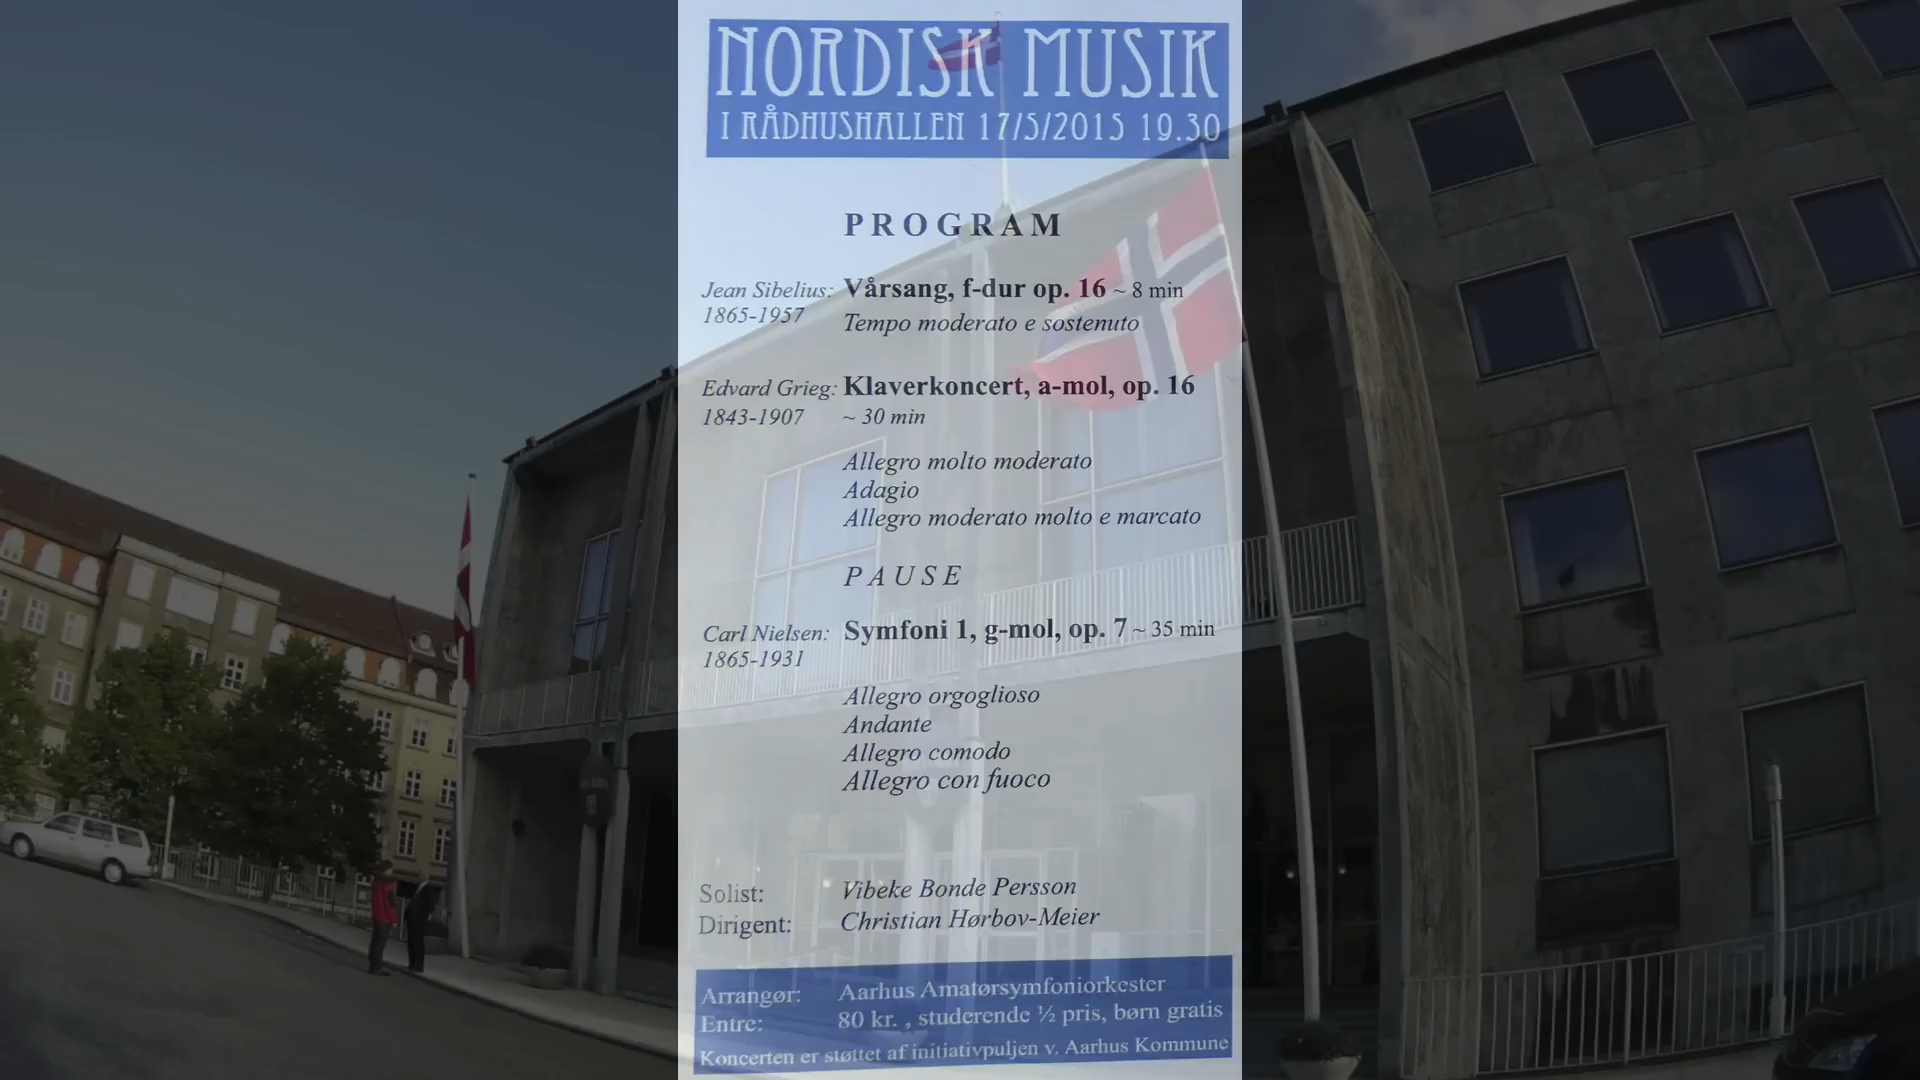 NORDISK MUSIK
I RÅDHUSHALLEN 17/5/2015 19.30
PROGRAM
Jean Sibelius: Vårsang, f-dur op. 16 ~ 8 min
1865-1957 Tempo moderato e sostenuto
Edvard Grieg: Klaverkoncert, a-mol, op. 16
1843-1907 ~ 30 min
Allegro molto moderato
Adagio
Allegro moderato molto e marcato
PAUSE
Carl Nielsen: Symfoni 1, g-mol, op. 7 ~ 35 min
1865-1931
Allegro orgoglioso
Andante
Allegro comodo
Allegro con fuoco
Solist: Vibeke Bonde Persson
Dirigent: Christian Hørbov-Meier
Arrangør: Aarhus Amatørsymfoniorkester
Entre: 80 kr. , studerende ½ pris, børn gratis
Koncerten er støttet af initiativpuljen v. Aarhus Kommune